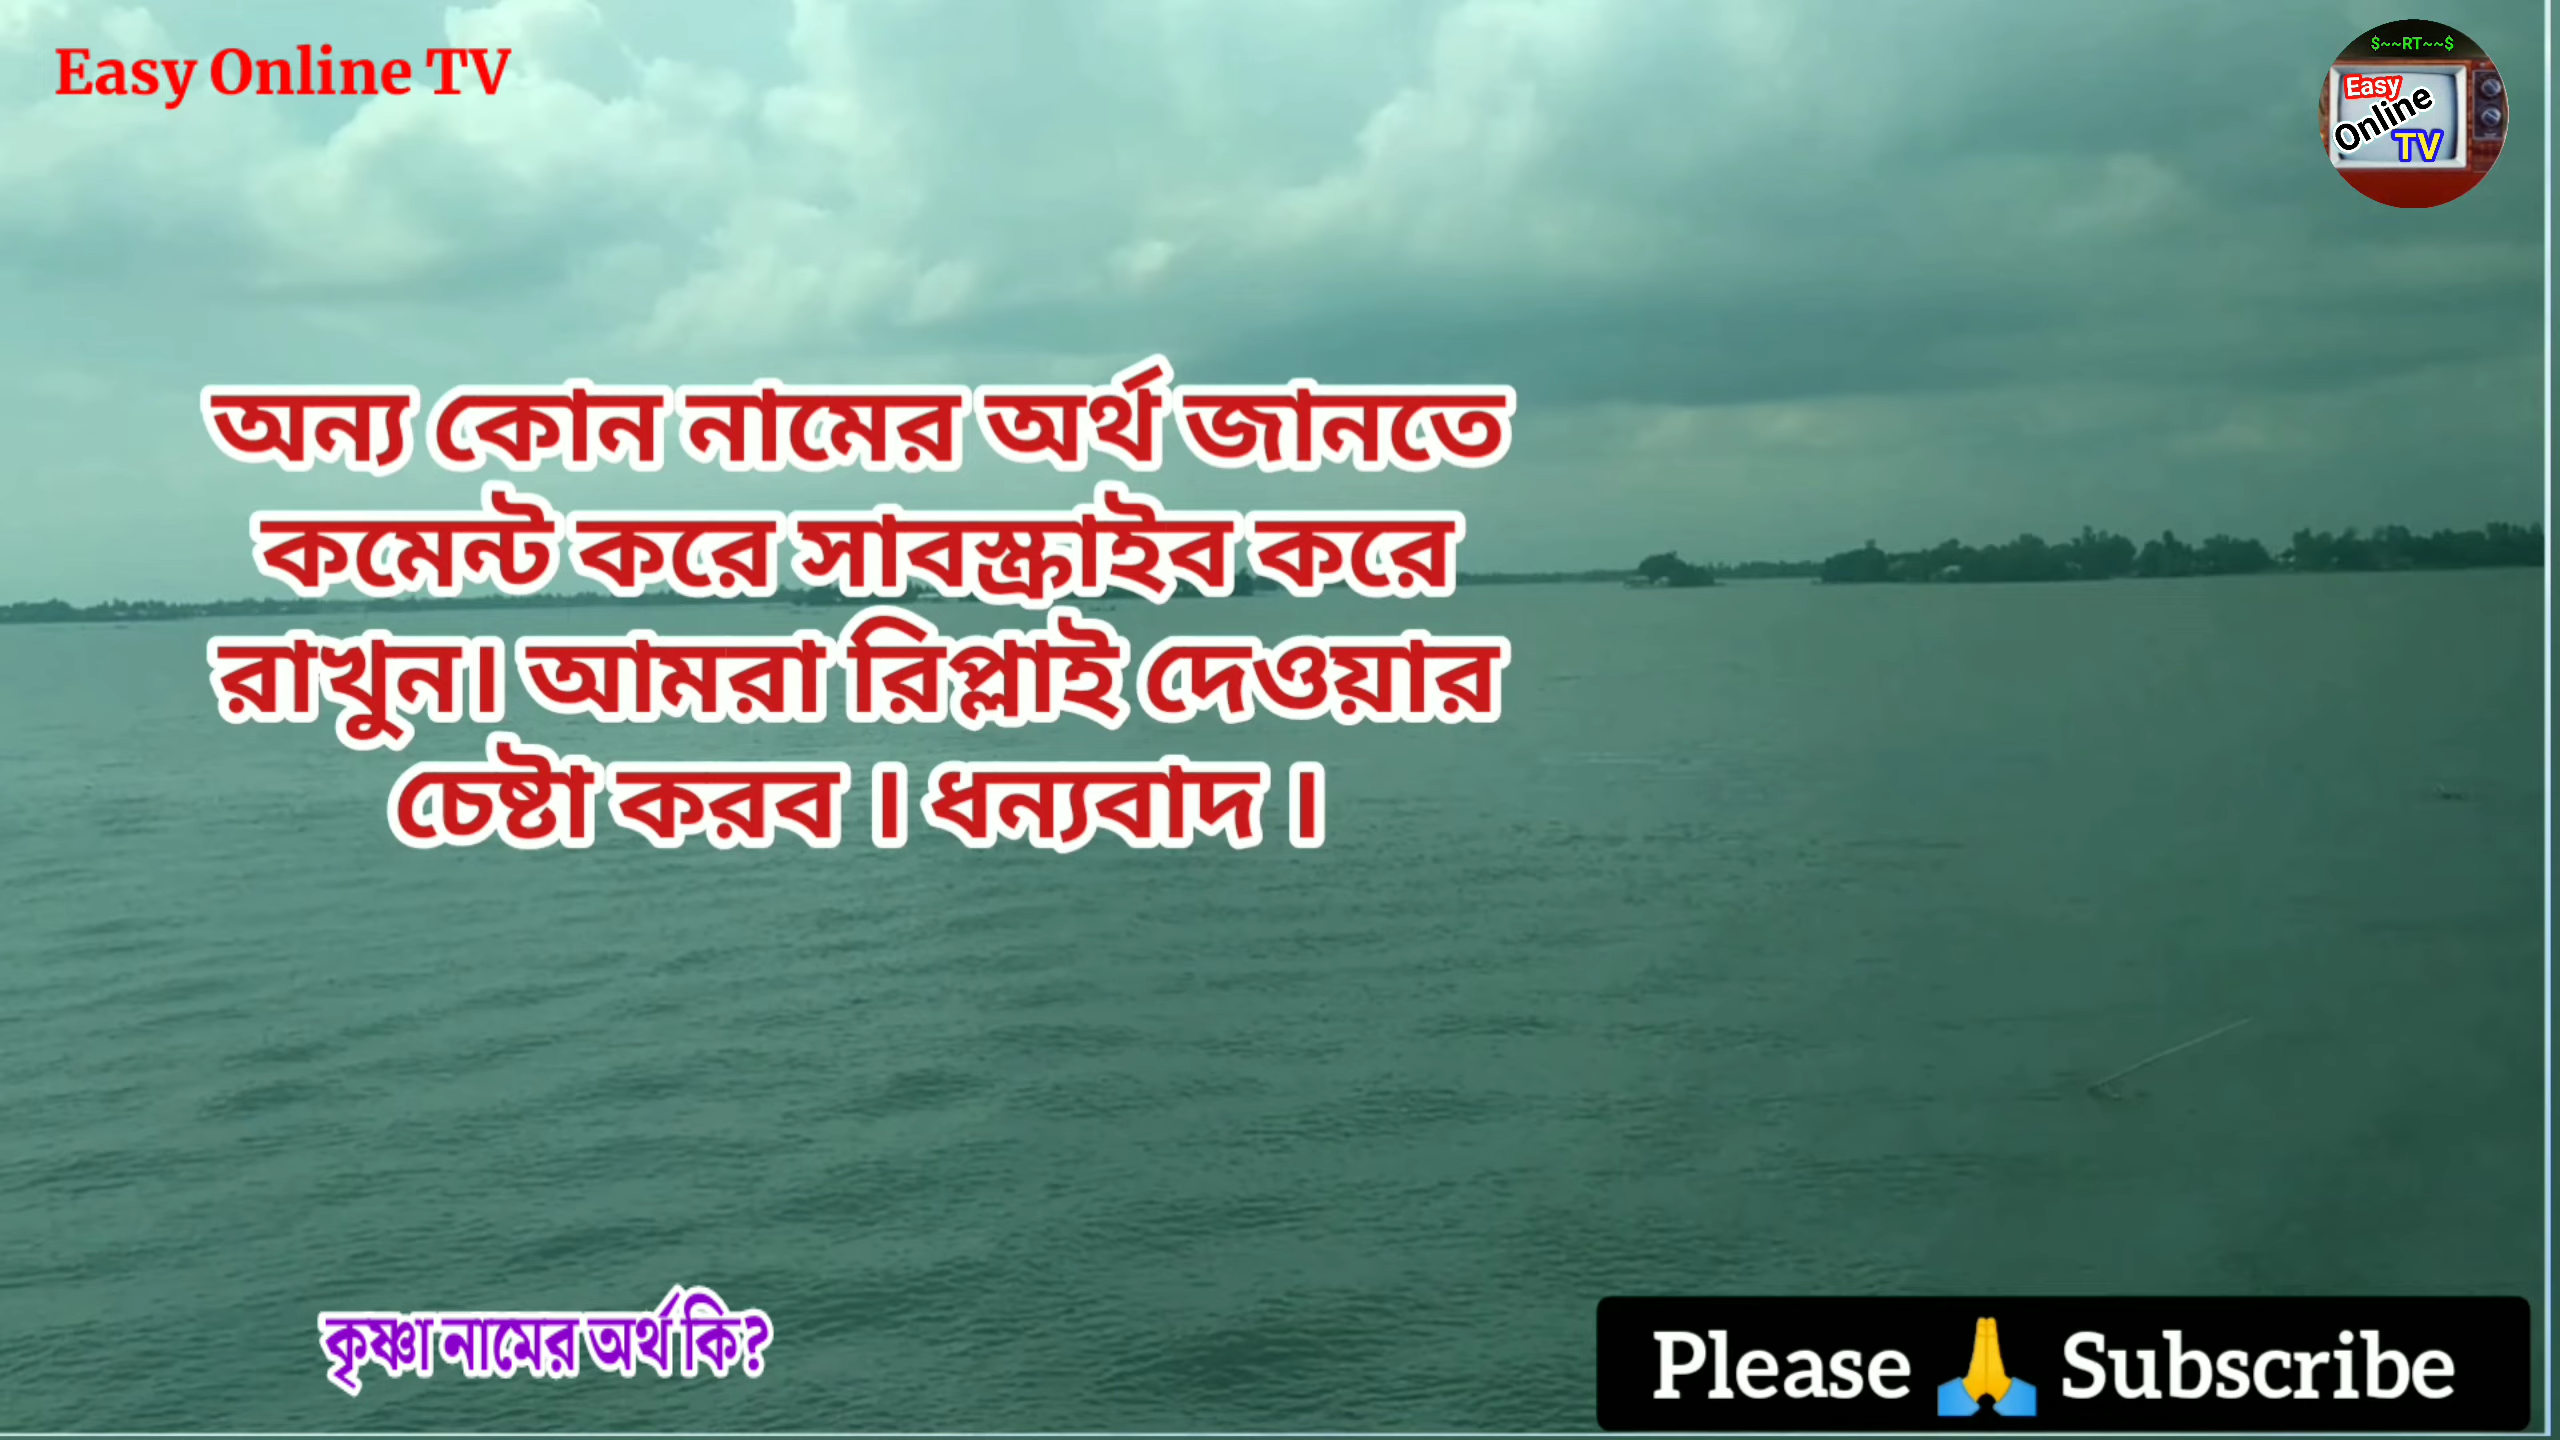 Easy Online TV
$~~RT~~$
Easy
Online
TV
অন্য কোন নামের অর্থ জানতে
কমেন্ট করে সাবস্ক্রাইব করে
রাখুন। আমরা রিপ্লাই দেওয়ার
চেষ্টা করব । ধন্যবাদ ।
কৃষ্ণা নামের অর্থ কি?
Please 🙏 Subscribe